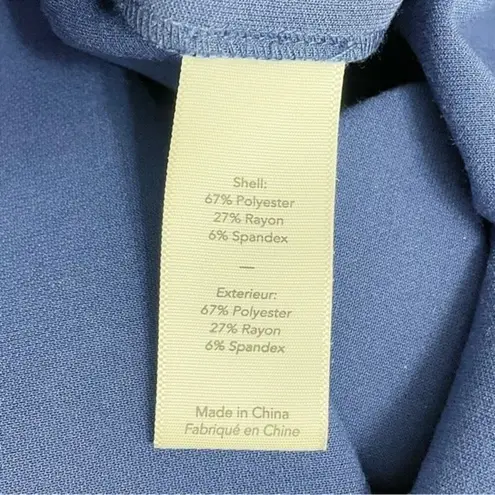 Shell:
67% Polyester
27% Rayon
6% Spandex
—
Exterieur:
67% Polyester
27% Rayon
6% Spandex
Made in China
Fabriqué en Chine